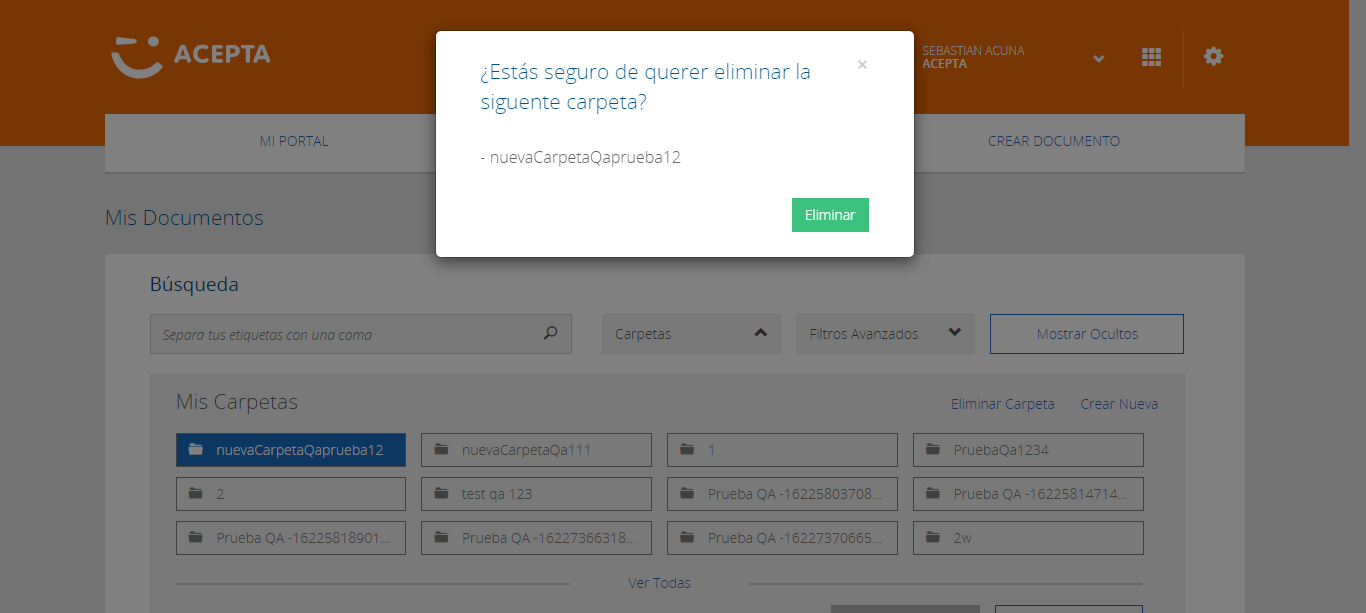 ACEPTA
SEBASTIAN ACUNA
ACEPTA
¿Estás seguro de querer eliminar la
siguente carpeta?
×
- nuevaCarpetaQaprueba12
Eliminar
MI PORTAL
CREAR DOCUMENTO
Mis Documentos
Búsqueda
Separa tus etiquetas con una coma
Carpetas
Filtros Avanzados
Mostrar Ocultos
Mis Carpetas
Eliminar Carpeta
Crear Nueva
nuevaCarpetaQaprueba12
nuevaCarpetaQa111
1
PruebaQa1234
2
test qa 123
Prueba QA -16225803708...
Prueba QA -16225814714...
Prueba QA -16225818901...
Prueba QA -16227366318...
Prueba QA -16227370665...
2w
Ver Todas